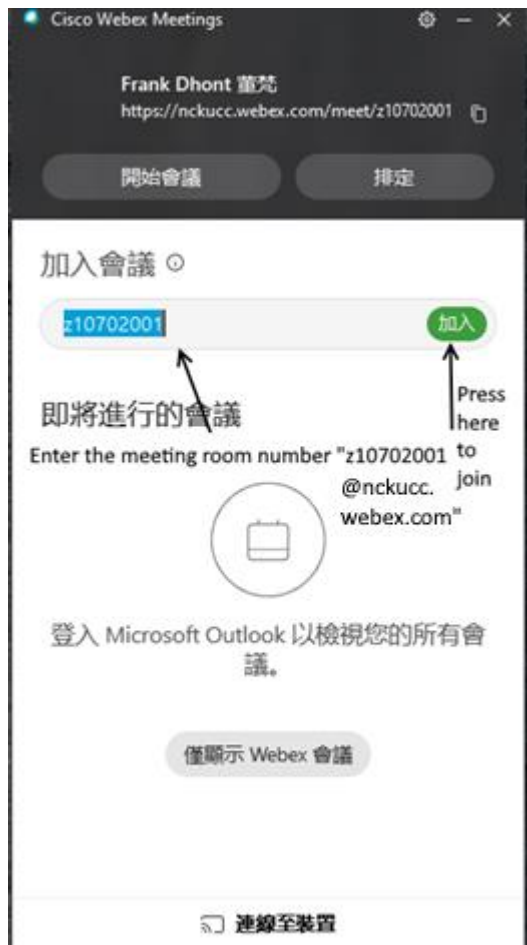 Cisco Webex Meetings
Frank Dhont 董梵
https://nckucc.webex.com/meet/z10702001
開始會議
排定
加入會議
z10702001
加入
即將進行的會議
Press
here
to
join
Enter the meeting room number "z10702001
@nckucc.
webex.com"
登入 Microsoft Outlook 以檢視您的所有會
議。
僅顯示 Webex 會議
連線至裝置